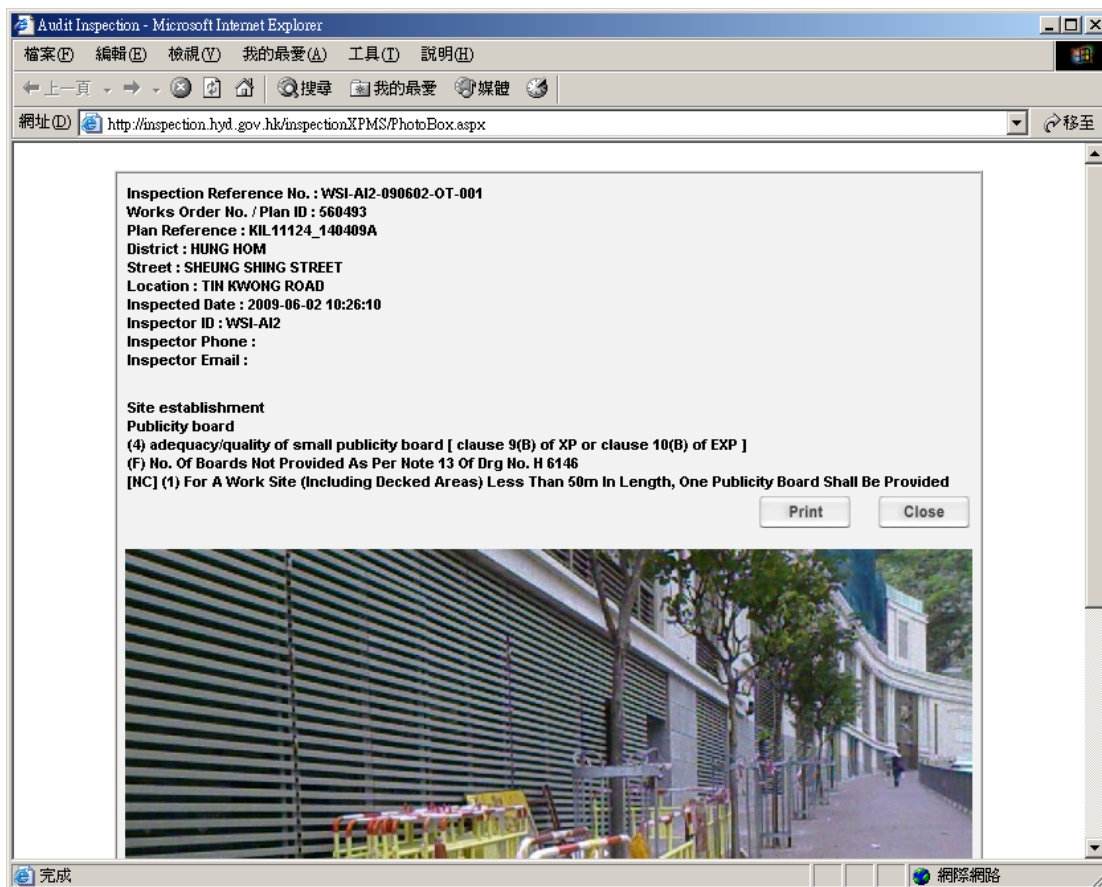 Audit Inspection - Microsoft Internet Explorer
檔案(F) 編輯(E) 檢視(V) 我的最愛(A) 工具(T) 說明(H)
上一頁 搜尋 我的最愛 媒體
網址(D) http://inspection.hyd.gov.hk/inspectionXPMS/PhotoBox.aspx 移至
Inspection Reference No. : WSI-AI2-090602-OT-001
Works Order No. / Plan ID : 560493
Plan Reference : KIL11124_140409A
District : HUNG HOM
Street : SHEUNG SHING STREET
Location : TIN KWONG ROAD
Inspected Date : 2009-06-02 10:26:10
Inspector ID : WSI-AI2
Inspector Phone :
Inspector Email :
Site establishment
Publicity board
(4) adequacy/quality of small publicity board [ clause 9(B) of XP or clause 10(B) of EXP ]
(F) No. Of Boards Not Provided As Per Note 13 Of Drg No. H 6146
[NC] (1) For A Work Site (Including Decked Areas) Less Than 50m In Length, One Publicity Board Shall Be Provided
Print Close
完成 網際網路